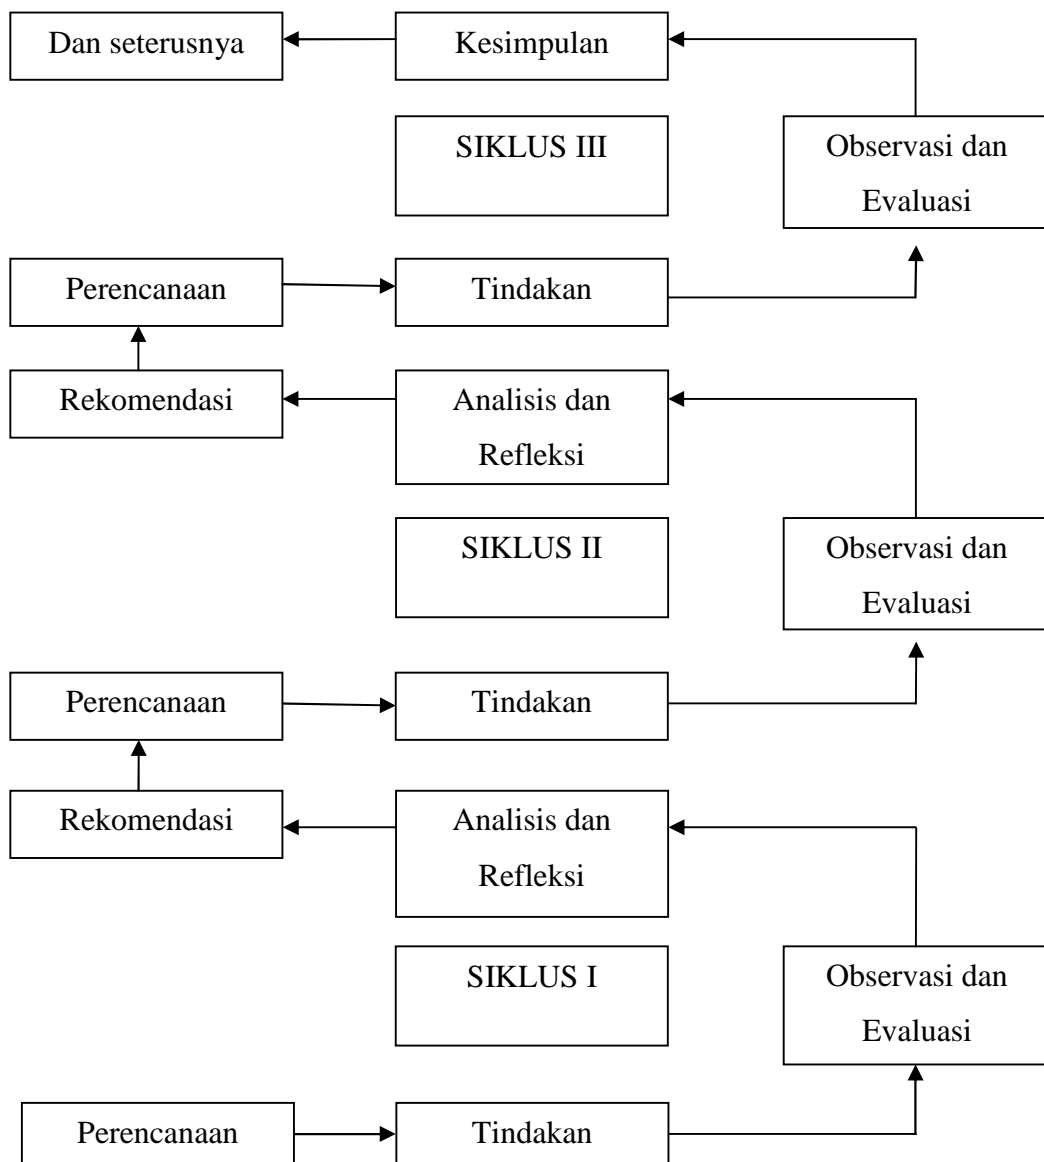 Dan seterusnya
Kesimpulan
SIKLUS III
Observasi dan
Evaluasi
Perencanaan
Tindakan
Rekomendasi
Analisis dan
Refleksi
SIKLUS II
Observasi dan
Evaluasi
Perencanaan
Tindakan
Rekomendasi
Analisis dan
Refleksi
SIKLUS I
Observasi dan
Evaluasi
Perencanaan
Tindakan